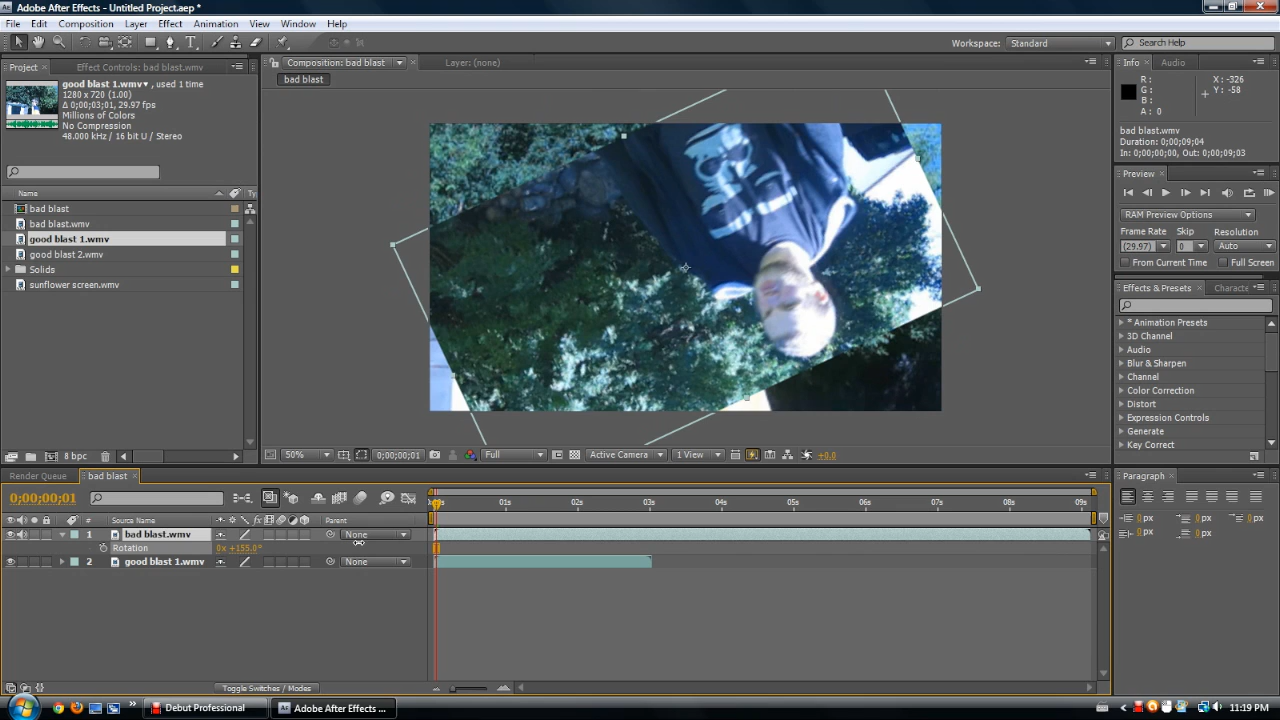 Adobe After Effects - Untitled Project.aep *
File Edit Composition Layer Effect Animation View Window Help
Workspace: Standard Search Help
Project Effect Controls: bad blast.wmv
Composition: bad blast Layer: (none)
Info Audio
good blast 1.wmv , used 1 time
1280 x 720 (1.00)
Δ 0;00;03;01, 29.97 fps
Millions of Colors
No Compression
48.000 kHz / 16 bit U / Stereo
bad blast
R :
G :
B :
A : 0
X : -326
Y : -58
bad blast.wmv
Duration: 0;00;09;04
In: 0;00;00;00, Out: 0;00;09;03
Preview
RAM Preview Options
Frame Rate Skip Resolution
(29.97) 0 Auto
From Current Time Full Screen
Name Ty
bad blast
bad blast.wmv
good blast 1.wmv
good blast 2.wmv
Solids
sunflower screen.wmv
Effects & Presets Characte
* Animation Presets
3D Channel
Audio
Blur & Sharpen
Channel
Color Correction
Distort
Expression Controls
Generate
Key Correct
8 bpc
50% 0;00;00;01 Full Active Camera 1 View +0.0
Render Queue bad blast
Paragraph
0;00;00;01
01s 02s 03s 04s 05s 06s 07s 08s 09s
# Source Name fx Parent
1 bad blast.wmv None
Rotation 0x +155.0°
2 good blast 1.wmv None
0 px 0 px 0 px
0 px 0 px
Toggle Switches / Modes
Debut Professional Adobe After Effects ... 11:19 PM